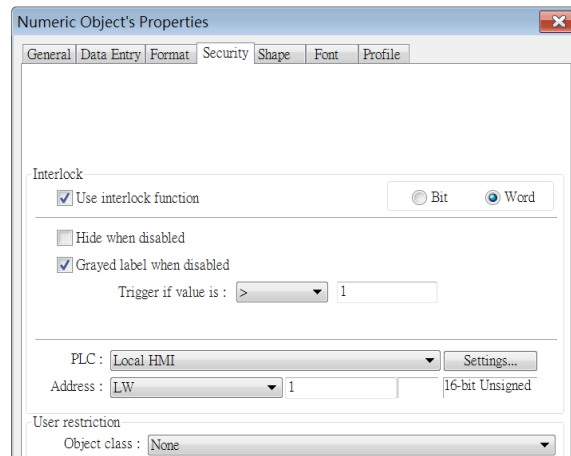 Numeric Object's Properties
General Data Entry Format Security Shape Font Profile
Interlock
Use interlock function Bit Word
Hide when disabled
Grayed label when disabled
Trigger if value is : > 1
PLC : Local HMI Settings...
Address : LW 1 16-bit Unsigned
User restriction
Object class : None